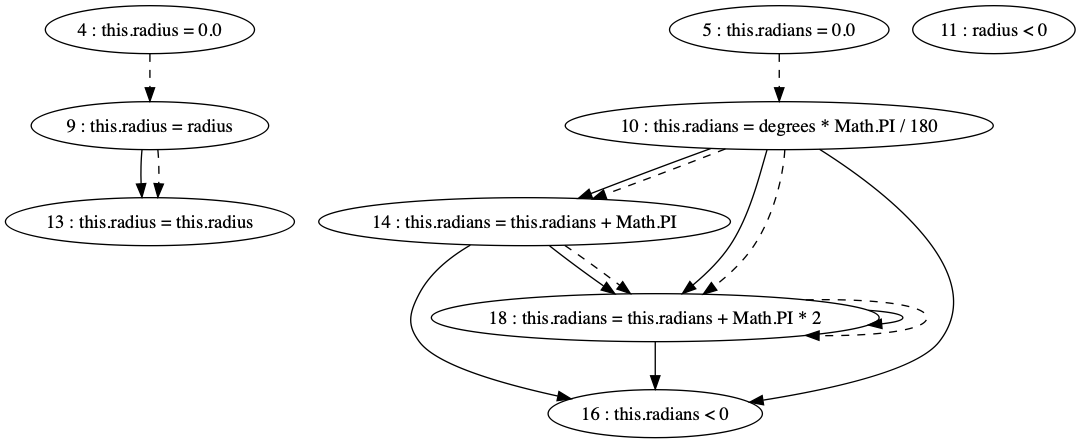 4 : this.radius = 0.0
5 : this.radians = 0.0
11 : radius < 0
9 : this.radius = radius
10 : this.radians = degrees * Math.PI / 180
13 : this.radius = this.radius
14 : this.radians = this.radians + Math.PI
18 : this.radians = this.radians + Math.PI * 2
16 : this.radians < 0